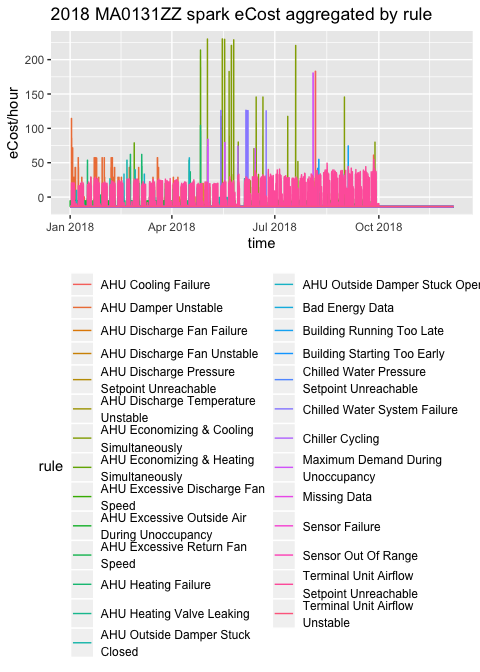 2018 MA0131ZZ spark eCost aggregated by rule
eCost/hour
200
150
100
50
0
Jan 2018
Apr 2018
Jul 2018
Oct 2018
time
rule
AHU Cooling Failure
AHU Damper Unstable
AHU Discharge Fan Failure
AHU Discharge Fan Unstable
AHU Discharge Pressure
Setpoint Unreachable
AHU Discharge Temperature
Unstable
AHU Economizing & Cooling
Simultaneously
AHU Economizing & Heating
Simultaneously
AHU Excessive Discharge Fan
Speed
AHU Excessive Outside Air
During Unoccupancy
AHU Excessive Return Fan
Speed
AHU Heating Failure
AHU Heating Valve Leaking
AHU Outside Damper Stuck
Closed
AHU Outside Damper Stuck Open
Bad Energy Data
Building Running Too Late
Building Starting Too Early
Chilled Water Pressure
Setpoint Unreachable
Chilled Water System Failure
Chiller Cycling
Maximum Demand During
Unoccupancy
Missing Data
Sensor Failure
Sensor Out Of Range
Terminal Unit Airflow
Setpoint Unreachable
Terminal Unit Airflow
Unstable